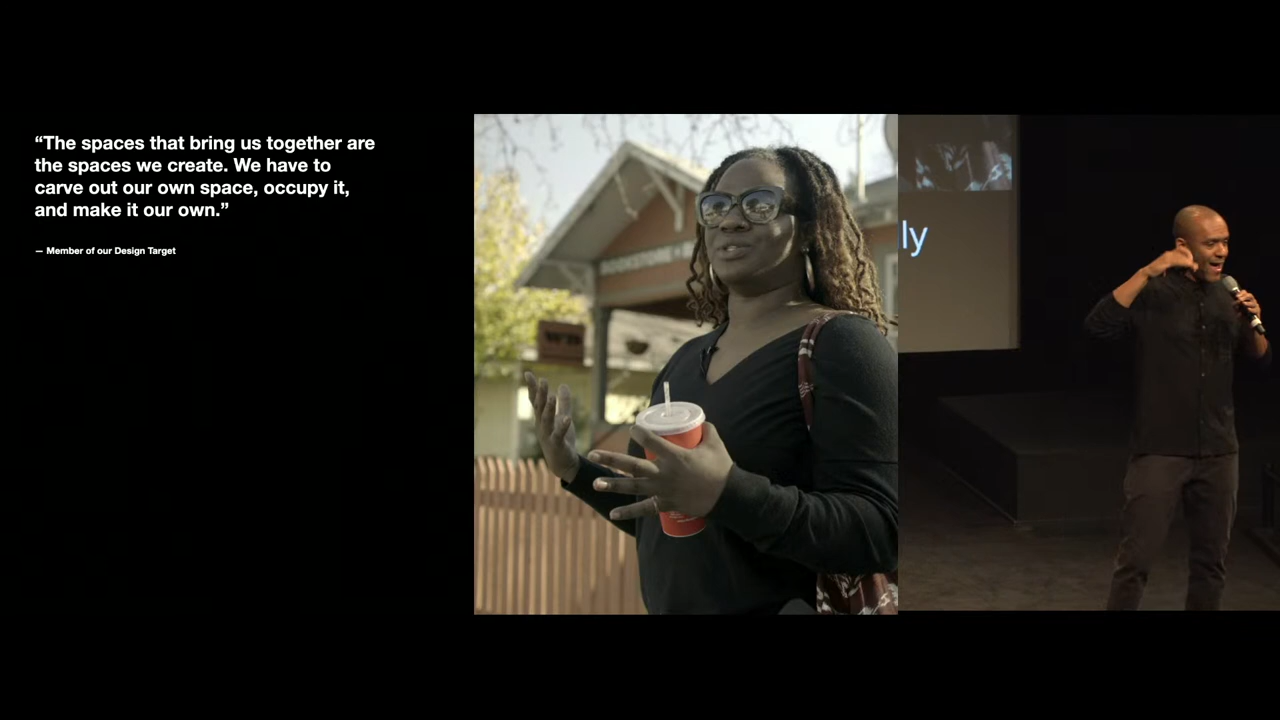 “The spaces that bring us together are
the spaces we create. We have to
carve out our own space, occupy it,
and make it our own.”
— Member of our Design Target
ly